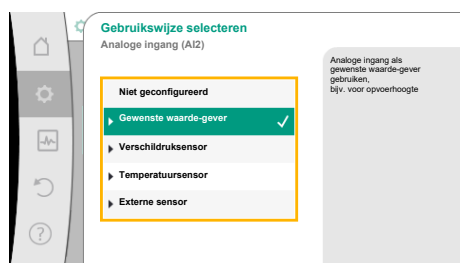 Gebruikswijze selecteren
Analoge ingang (AI2)
Niet geconfigureerd
Gewenste waarde-gever
Verschildruksensor
Temperatuursensor
Externe sensor
Analoge ingang als
gewenste waarde-gever
gebruiken,
bijv. voor opvoerhoogte